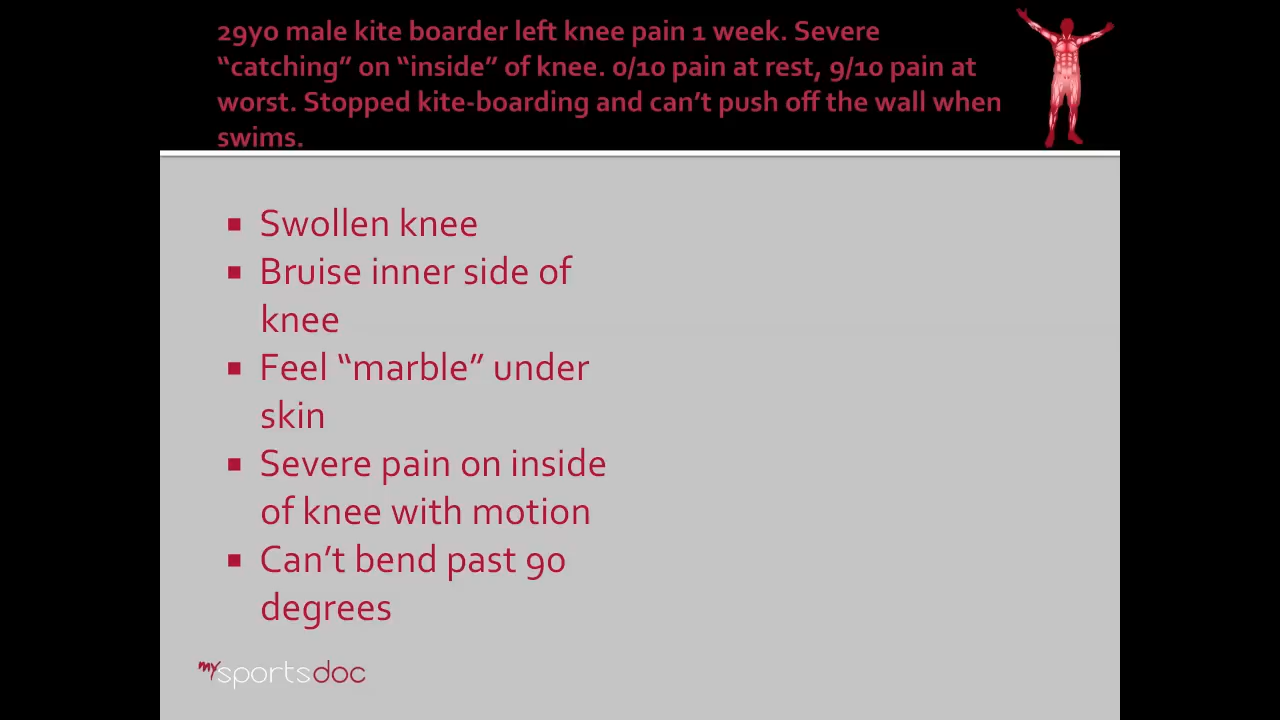 29yo male kite boarder left knee pain 1 week. Severe
“catching” on “inside” of knee. 0/10 pain at rest, 9/10 pain at
worst. Stopped kite-boarding and can’t push off the wall when
swims.
Swollen knee
Bruise inner side of
knee
Feel “marble” under
skin
Severe pain on inside
of knee with motion
Can’t bend past 90
degrees
mysportsdoc